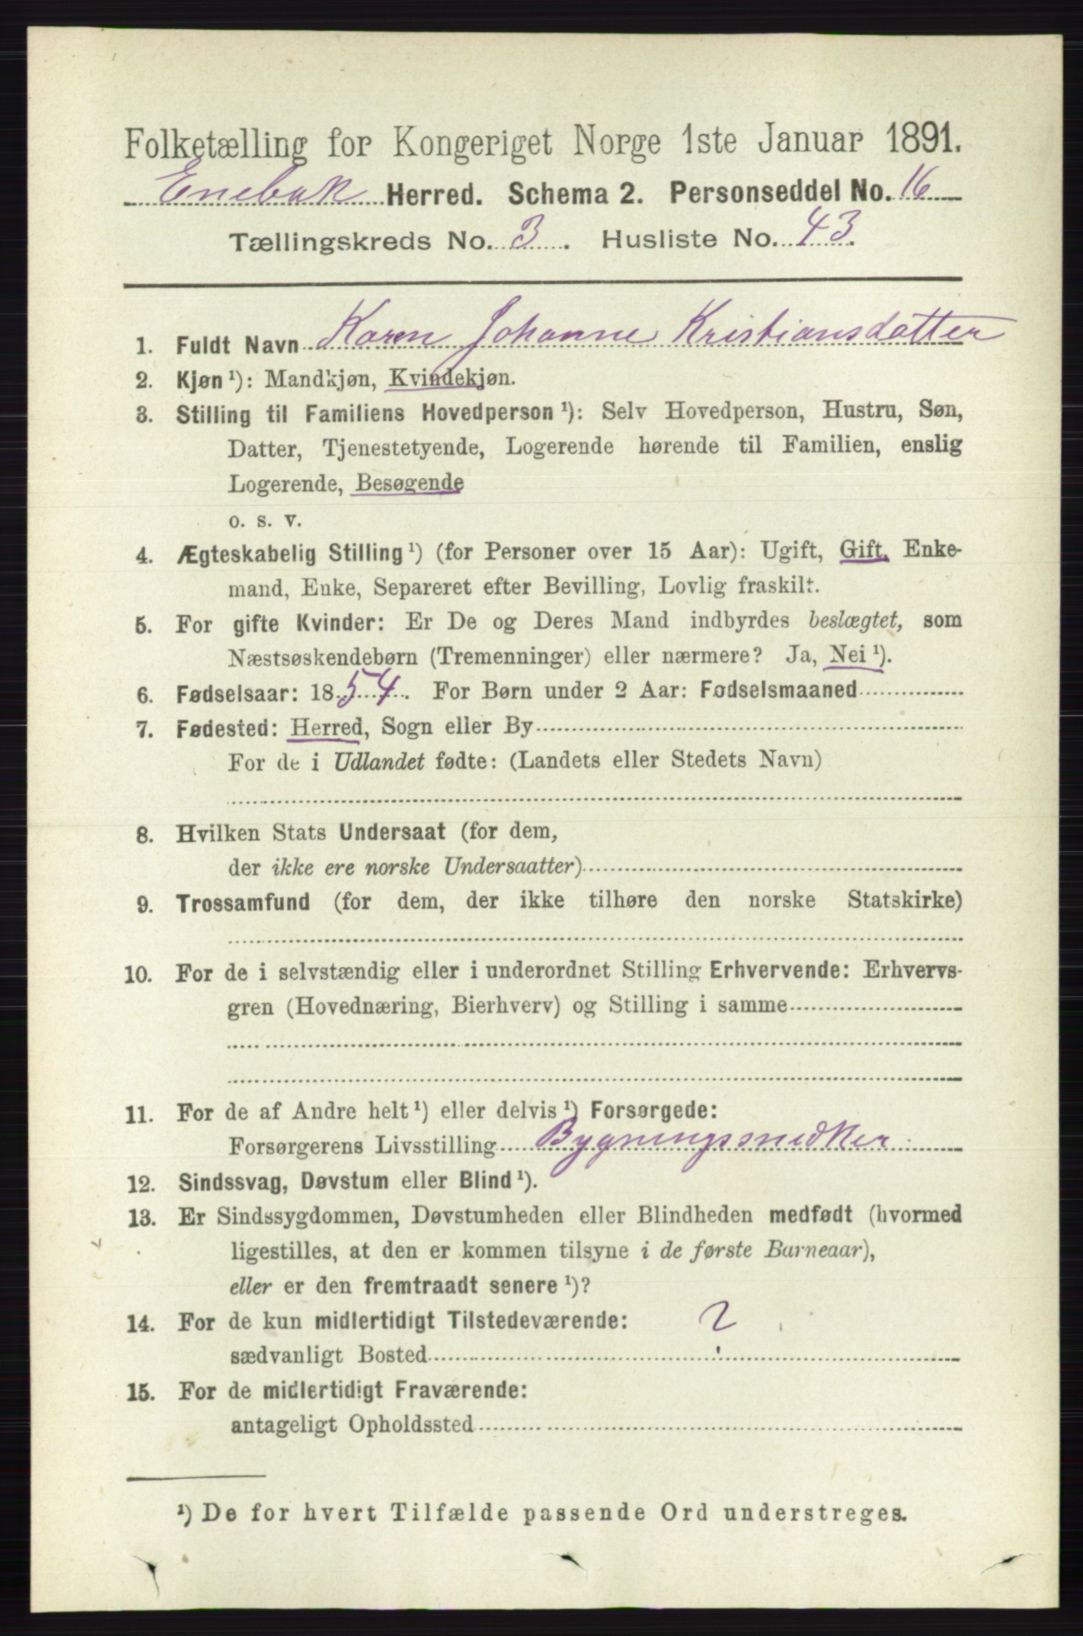 Folketælling for Kongeriget Norge 1ste Januar 1891.
Enebak Herred. Schema 2. Personseddel No. 16
Tællingskreds No. 3. Husliste No. 43.
1. Fuldt Navn Karen Johanne Kristiansdatter
2. Kjøn ¹): Mandkjøn, Kvindekjøn.
3. Stilling til Familiens Hovedperson ¹): Selv Hovedperson, Hustru, Søn,
Datter, Tjenestetyende, Logerende hørende til Familien, enslig
Logerende, Besøgende
o. s. v.
4. Ægteskabelig Stilling ¹) (for Personer over 15 Aar): Ugift, Gift, Enke-
mand, Enke, Separeret efter Bevilling, Lovlig fraskilt.
5. For gifte Kvinder: Er De og Deres Mand indbyrdes beslægtet, som
Næstsøskendebørn (Tremenninger) eller nærmere? Ja, Nei ¹).
6. Fødselsaar: 1854. For Børn under 2 Aar: Fødselsmaaned
7. Fødested: Herred, Sogn eller By
For de i Udlandet fødte: (Landets eller Stedets Navn)
8. Hvilken Stats Undersaat (for dem,
der ikke ere norske Undersaatter)
9. Trossamfund (for dem, der ikke tilhøre den norske Statskirke)
10. For de i selvstændig eller i underordnet Stilling Erhvervende: Erhvervs-
gren (Hovednæring, Bierhverv) og Stilling i samme
11. For de af Andre helt ¹) eller delvis ¹) Forsørgede:
Forsørgerens Livsstilling Bygningssnedker
12. Sindssvag, Døvstum eller Blind ¹).
13. Er Sindssygdommen, Døvstumheden eller Blindheden medfødt (hvormed
ligestilles, at den er kommen tilsyne i de første Barneaar),
eller er den fremtraadt senere ¹)?
14. For de kun midlertidigt Tilstedeværende:
sædvanligt Bosted ?
15. For de midlertidigt Fraværende:
antageligt Opholdssted
¹) De for hvert Tilfælde passende Ord understreges.